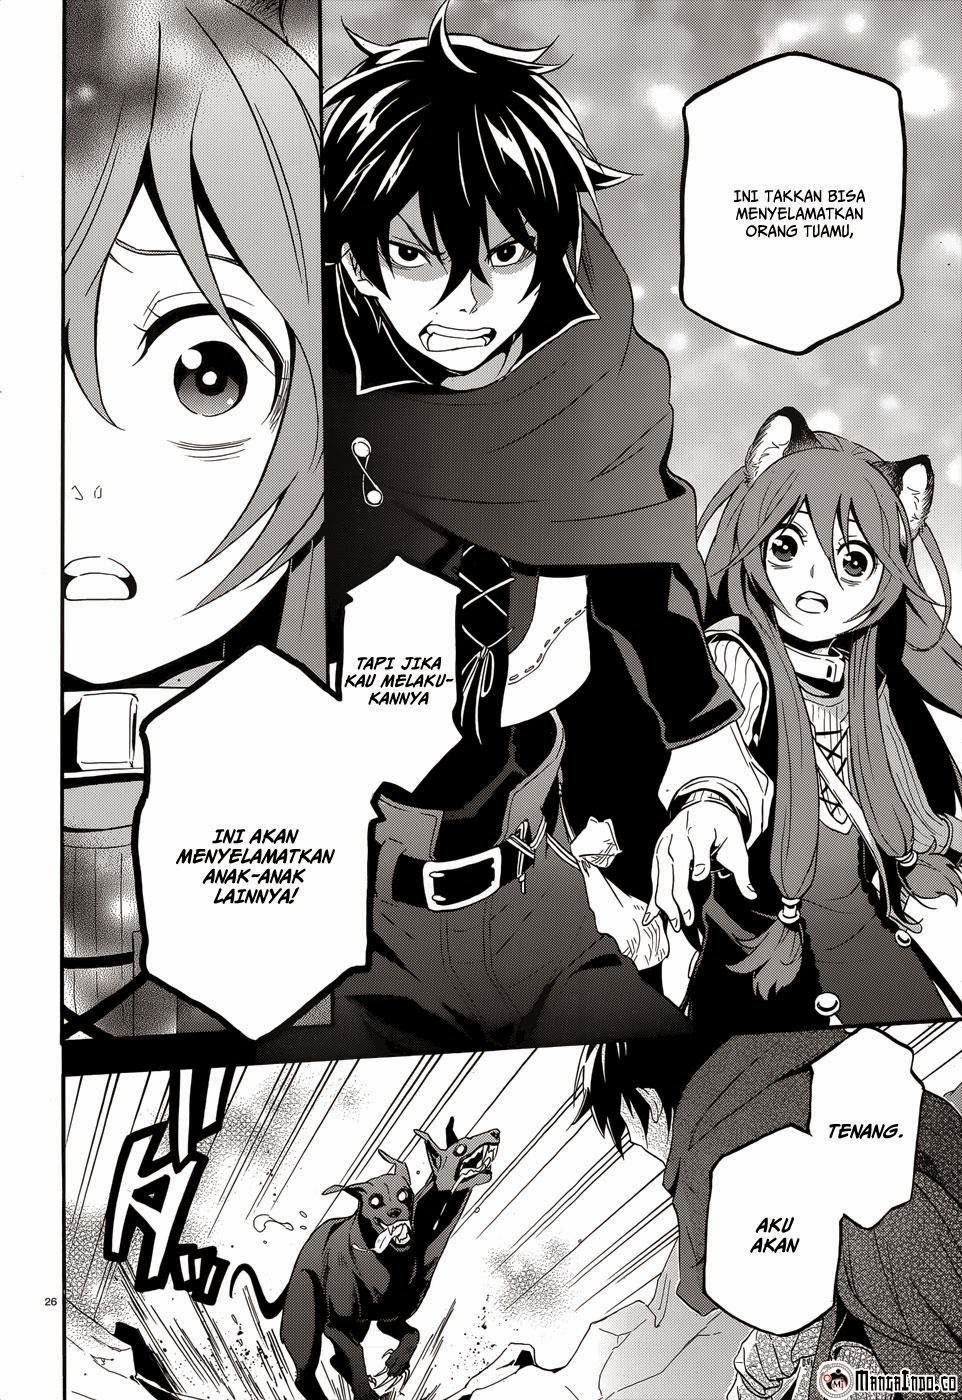 INI TAKKAN BISA
MENYELAMATKAN
ORANG TUAMU,
TAPI JIKA
KAU MELAKU-
KANNYA
INI AKAN
MENYELAMATKAN
ANAK-ANAK
LAINNYA!
TENANG.
AKU
AKAN
26
MANGAINDO.CO